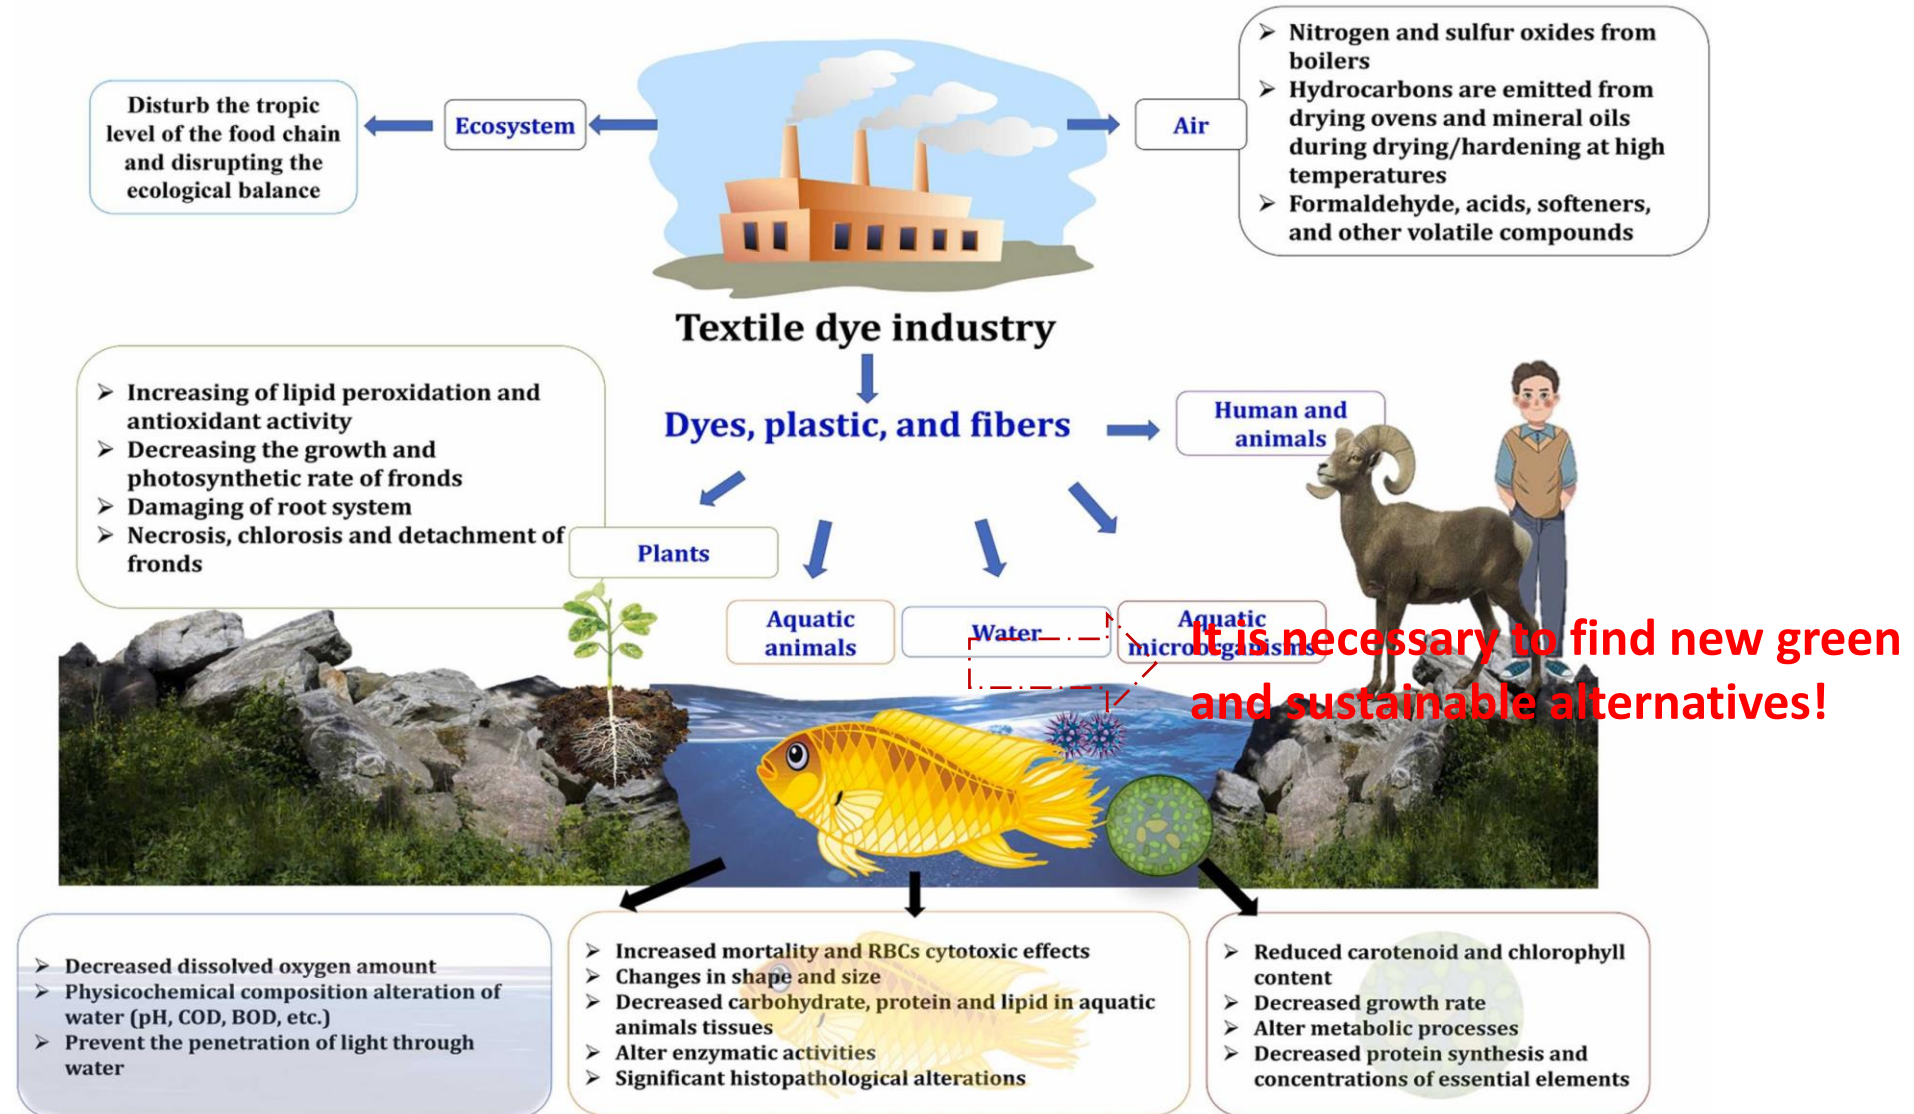 Disturb the tropic
level of the food chain
and disrupting the
ecological balance
Ecosystem
Air
➢ Nitrogen and sulfur oxides from
boilers
➢ Hydrocarbons are emitted from
drying ovens and mineral oils
during drying/hardening at high
temperatures
➢ Formaldehyde, acids, softeners,
and other volatile compounds
Textile dye industry
Dyes, plastic, and fibers
Human and
animals
➢ Increasing of lipid peroxidation and
antioxidant activity
➢ Decreasing the growth and
photosynthetic rate of fronds
➢ Damaging of root system
➢ Necrosis, chlorosis and detachment of
fronds
Plants
Aquatic
animals
Water
Aquatic
microorganisms
It is necessary to find new green
and sustainable alternatives!
➢ Decreased dissolved oxygen amount
➢ Physicochemical composition alteration of
water (pH, COD, BOD, etc.)
➢ Prevent the penetration of light through
water
➢ Increased mortality and RBCs cytotoxic effects
➢ Changes in shape and size
➢ Decreased carbohydrate, protein and lipid in aquatic
animals tissues
➢ Alter enzymatic activities
➢ Significant histopathological alterations
➢ Reduced carotenoid and chlorophyll
content
➢ Decreased growth rate
➢ Alter metabolic processes
➢ Decreased protein synthesis and
concentrations of essential elements